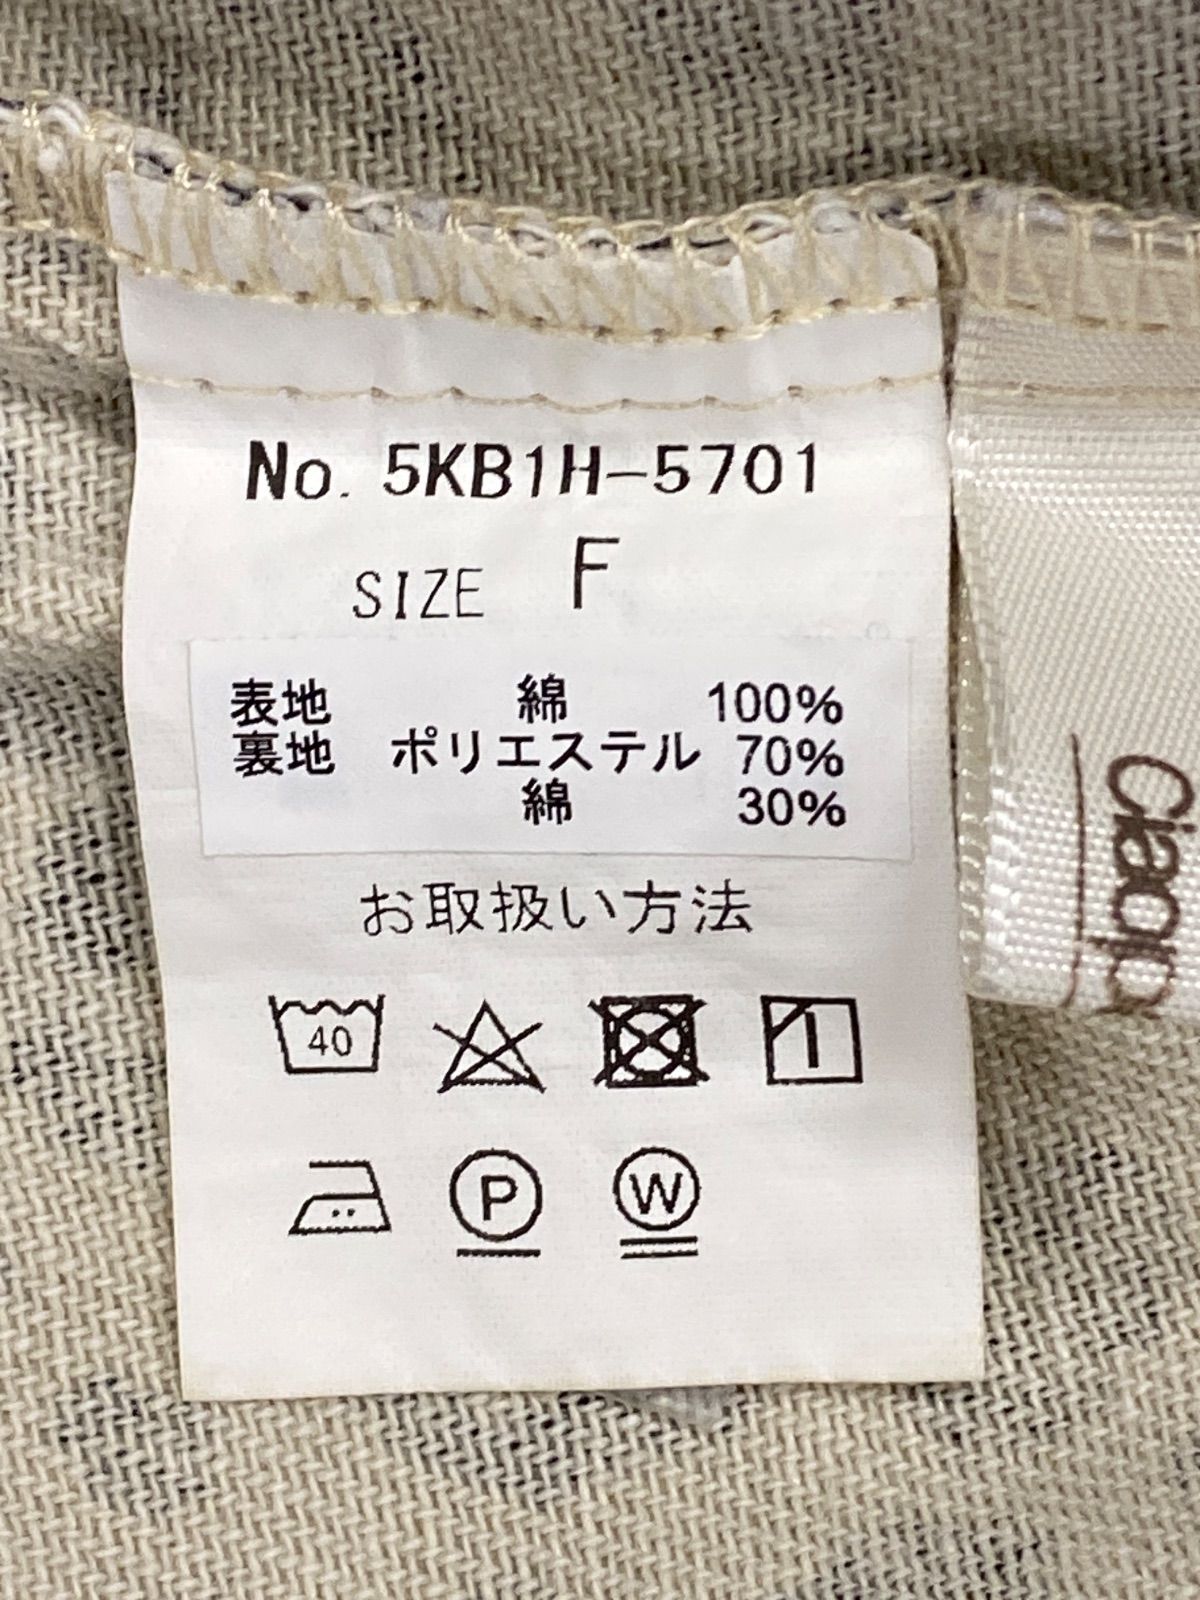 No. 5KB1H-5701
SIZE F
表地 綿 100%
裏地 ポリエステル 70%
綿 30%
お取扱い方法
40
P
W